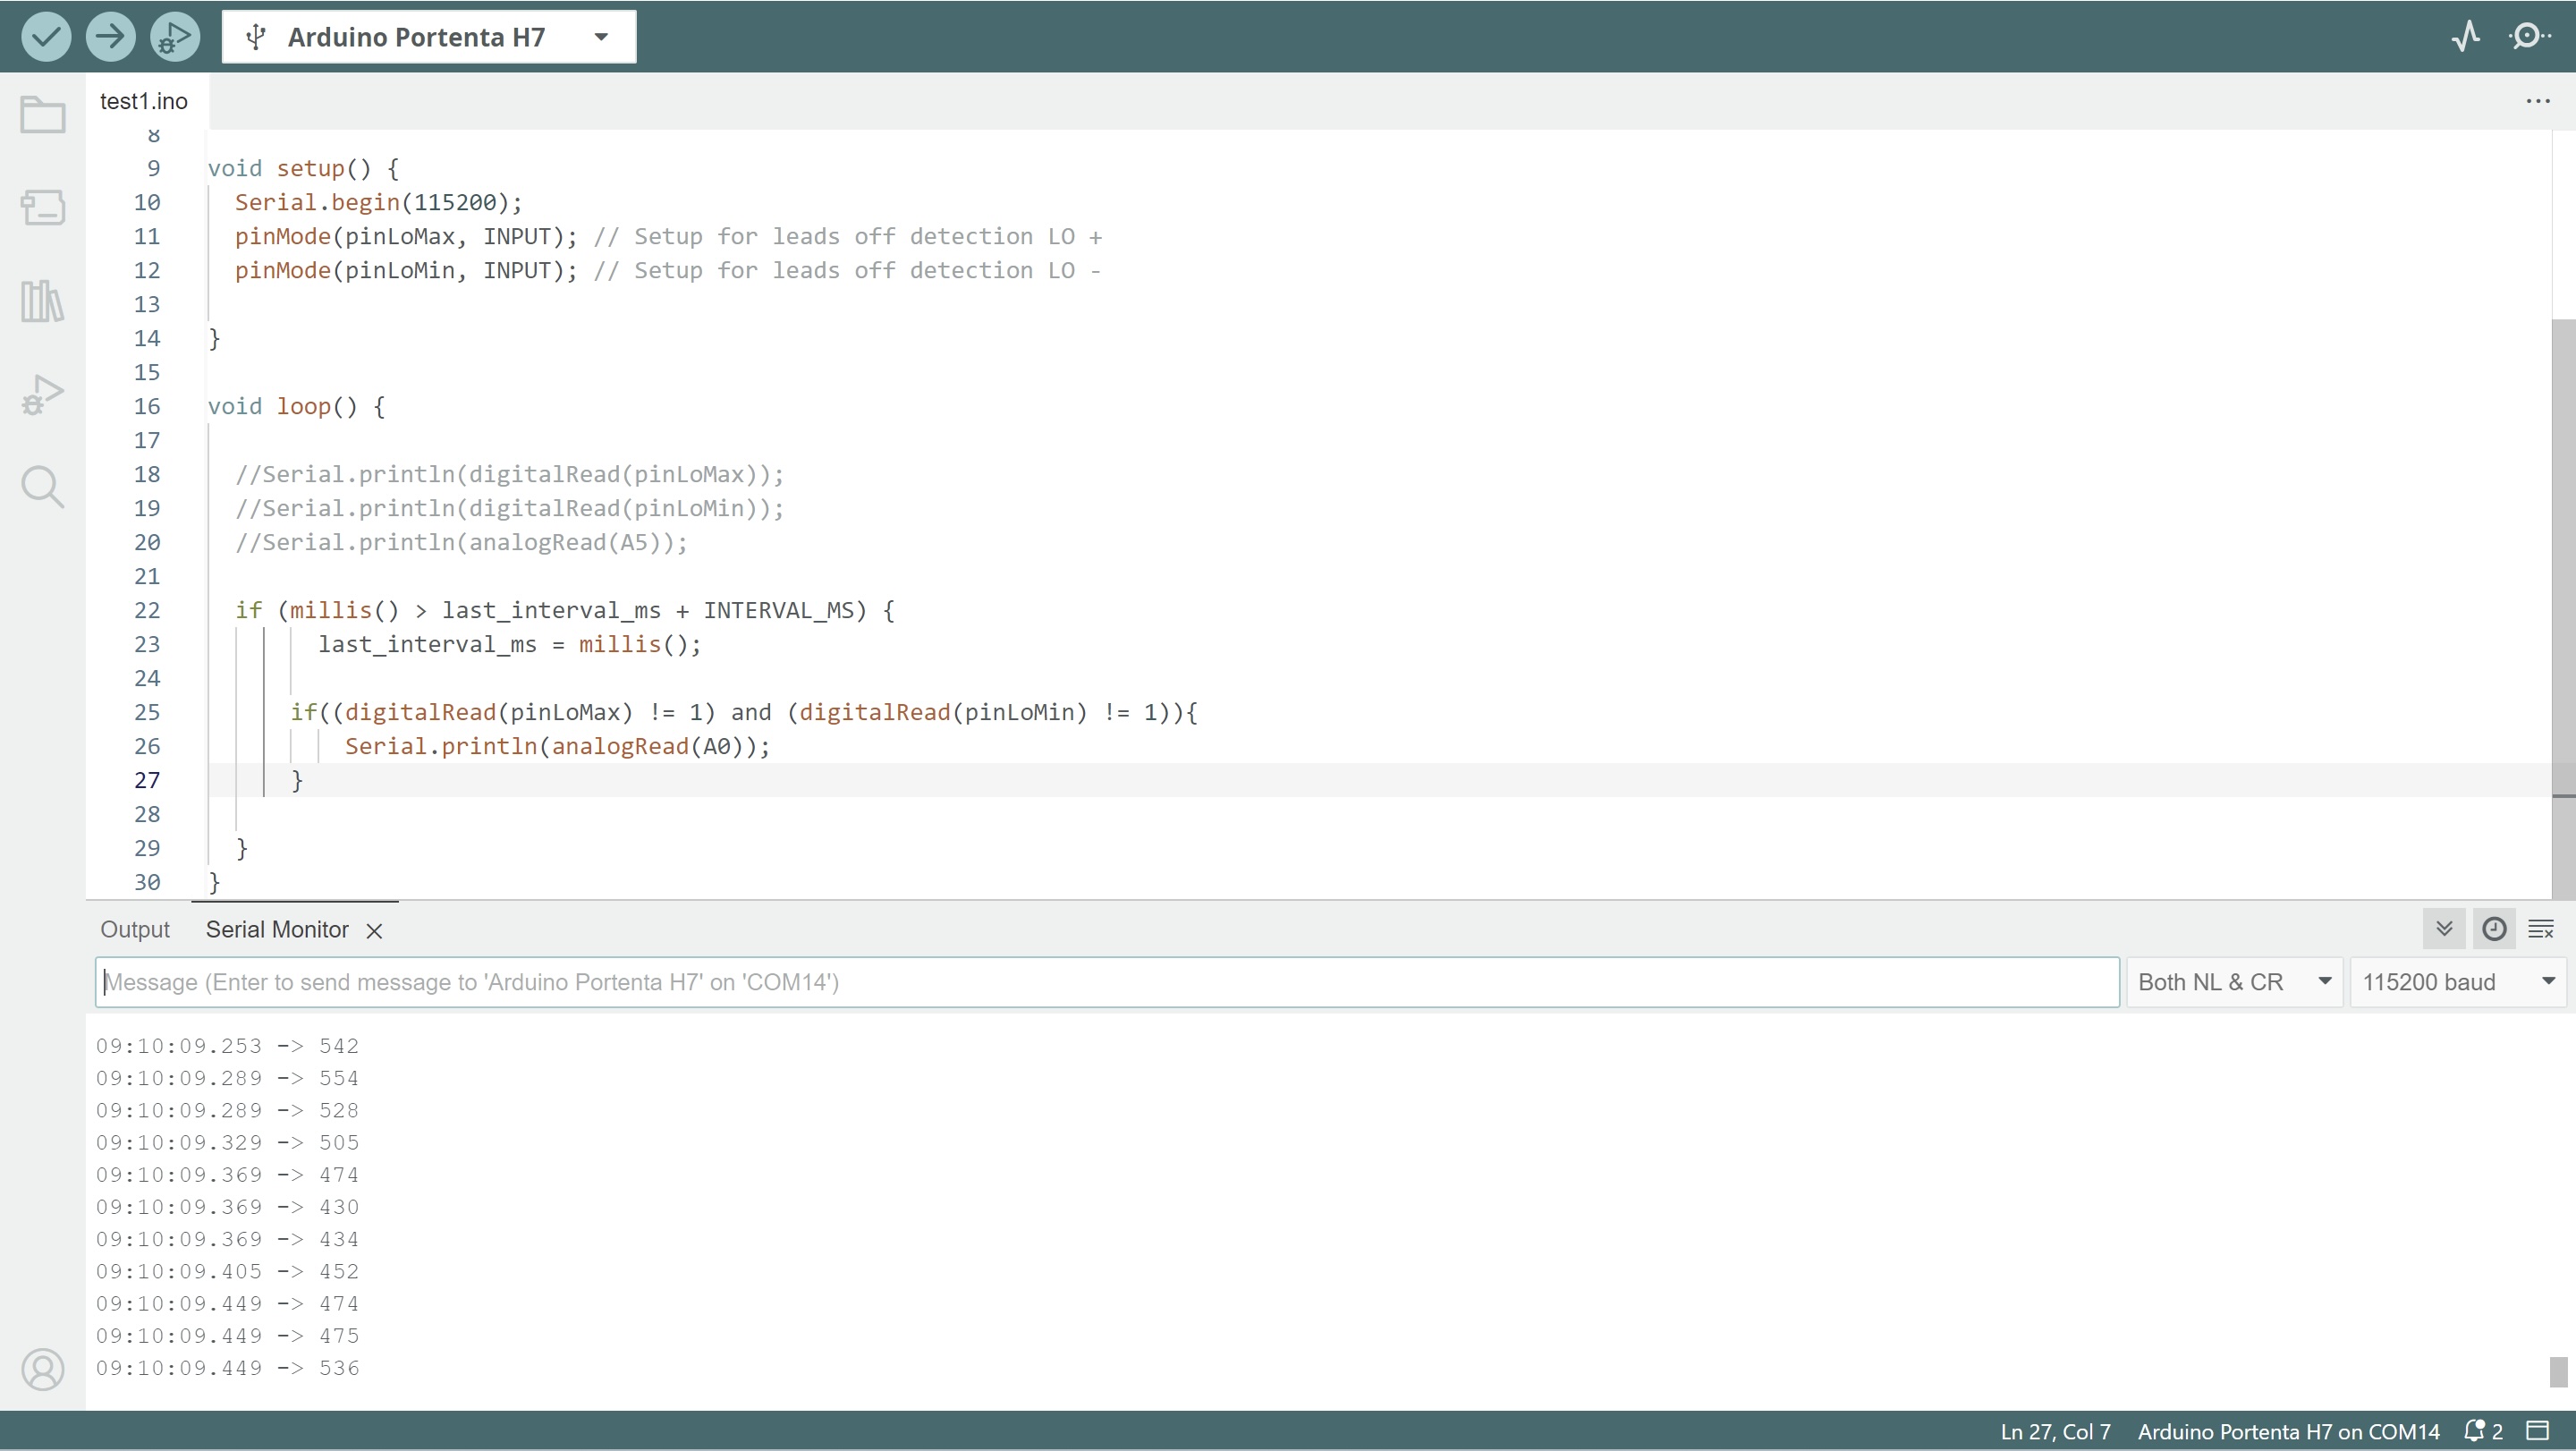 Arduino Portenta H7
test1.ino
...
8
9 void setup() {
10 Serial.begin(115200);
11 pinMode(pinLoMax, INPUT); // Setup for leads off detection LO +
12 pinMode(pinLoMin, INPUT); // Setup for leads off detection LO -
13
14 }
15
16 void loop() {
17
18 //Serial.println(digitalRead(pinLoMax));
19 //Serial.println(digitalRead(pinLoMin));
20 //Serial.println(analogRead(A5));
21
22 if (millis() > last_interval_ms + INTERVAL_MS) {
23 last_interval_ms = millis();
24
25 if((digitalRead(pinLoMax) != 1) and (digitalRead(pinLoMin) != 1)){
26 Serial.println(analogRead(A0));
27 }
28
29 }
30 }
Output Serial Monitor
Message (Enter to send message to 'Arduino Portenta H7' on 'COM14') Both NL & CR 115200 baud
09:10:09.253 -> 542
09:10:09.289 -> 554
09:10:09.289 -> 528
09:10:09.329 -> 505
09:10:09.369 -> 474
09:10:09.369 -> 430
09:10:09.369 -> 434
09:10:09.405 -> 452
09:10:09.449 -> 474
09:10:09.449 -> 475
09:10:09.449 -> 536
Ln 27, Col 7 Arduino Portenta H7 on COM14 2